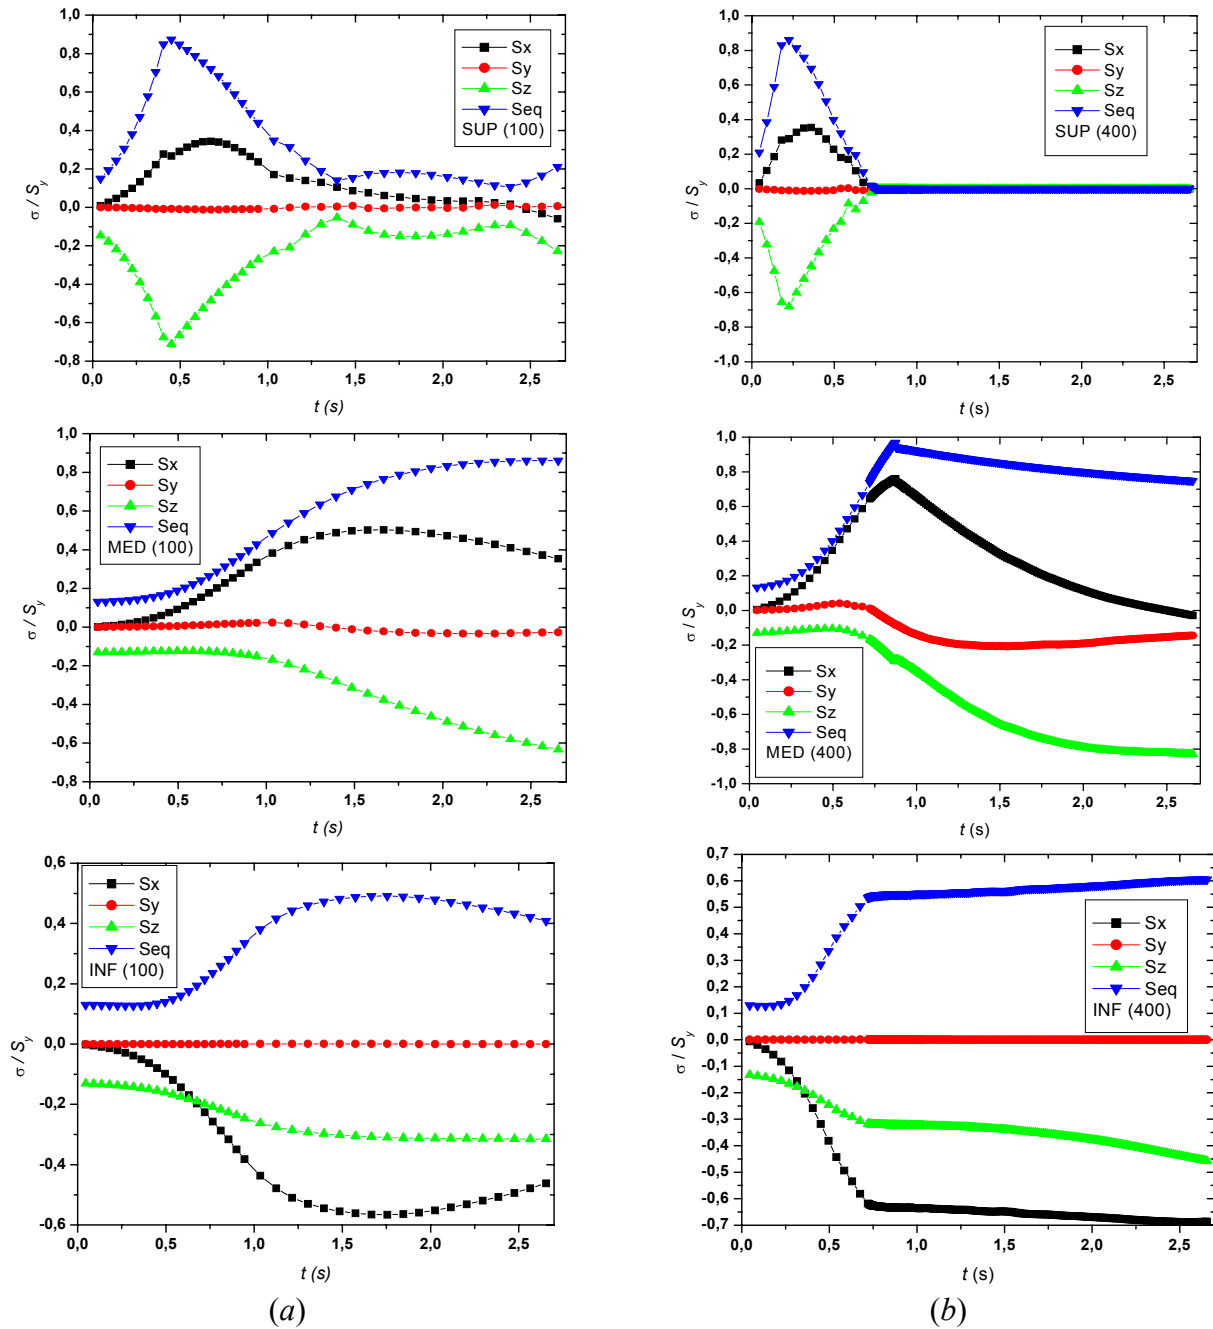 1,0
0,8
0,6
0,4
0,2
0,0
-0,2
-0,4
-0,6
-0,8
σ / Sy
0,0 0,5 1,0 1,5 2,0 2,5
t (s)
Sx
Sy
Sz
Seq
SUP (100)
1,0
0,8
0,6
0,4
0,2
0,0
-0,2
-0,4
-0,6
-0,8
-1,0
σ / Sy
0,0 0,5 1,0 1,5 2,0 2,5
t (s)
Sx
Sy
Sz
Seq
SUP (400)
1,0
0,8
0,6
0,4
0,2
0,0
-0,2
-0,4
-0,6
-0,8
σ / Sy
0,0 0,5 1,0 1,5 2,0 2,5
t (s)
Sx
Sy
Sz
Seq
MED (100)
1,0
0,8
0,6
0,4
0,2
0,0
-0,2
-0,4
-0,6
-0,8
-1,0
σ / Sy
0,0 0,5 1,0 1,5 2,0 2,5
t (s)
Sx
Sy
Sz
Seq
MED (400)
0,6
0,4
0,2
0,0
-0,2
-0,4
-0,6
σ / Sy
0,0 0,5 1,0 1,5 2,0 2,5
t (s)
Sx
Sy
Sz
Seq
INF (100)
0,7
0,6
0,5
0,4
0,3
0,2
0,1
0,0
-0,1
-0,2
-0,3
-0,4
-0,5
-0,6
-0,7
σ / Sy
0,0 0,5 1,0 1,5 2,0 2,5
t (s)
Sx
Sy
Sz
Seq
INF (400)
(a)
(b)